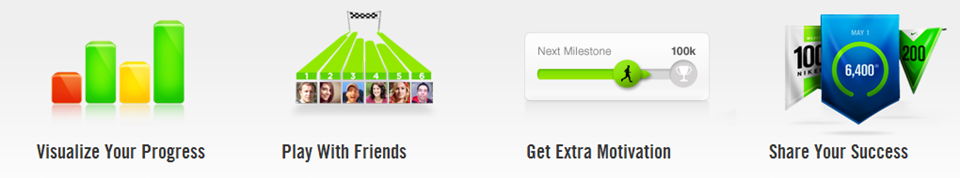 1 2 3 4 5 6
Next Milestone 100k
MAY 1
6,400
100
NIKE
200
Visualize Your Progress
Play With Friends
Get Extra Motivation
Share Your Success